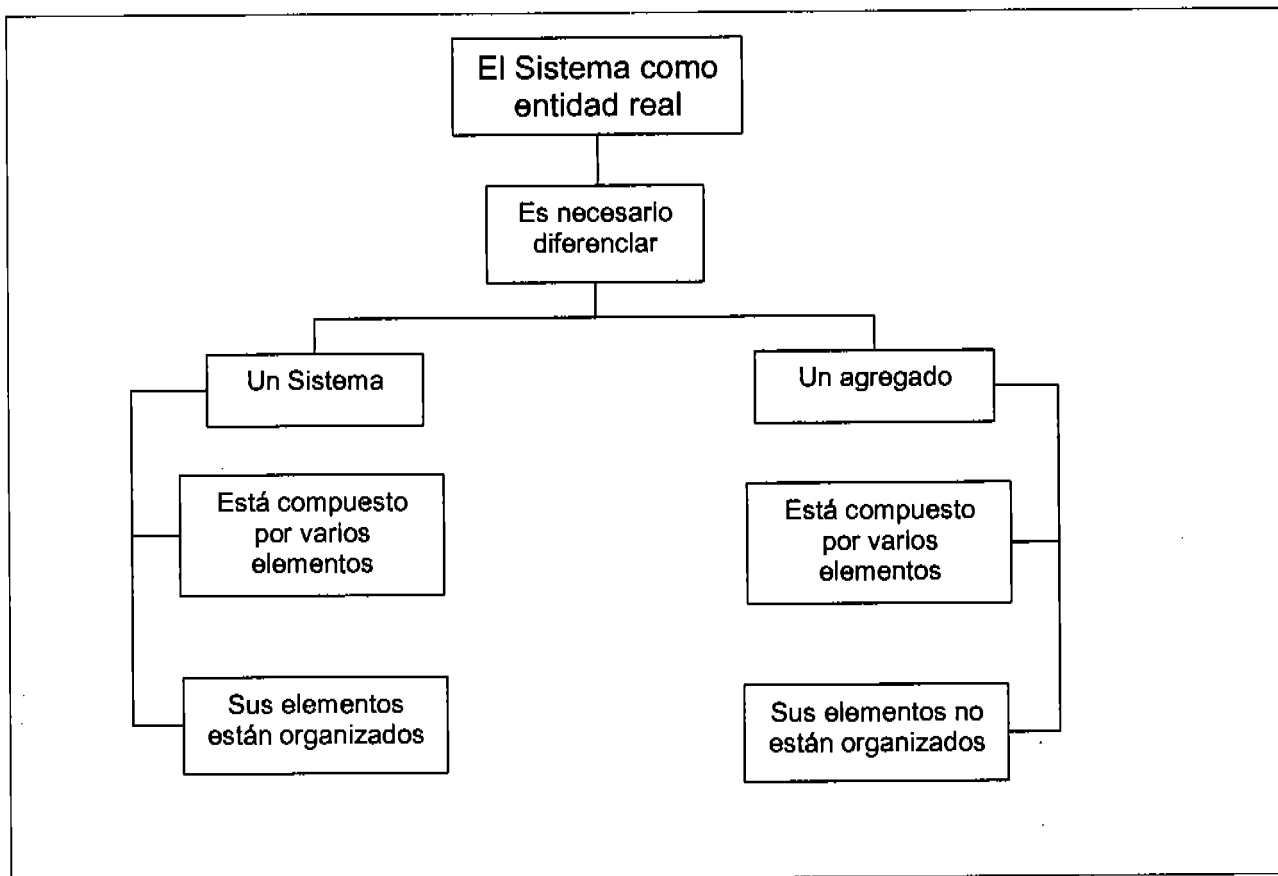 El Sistema como
entidad real
Es necesario
diferenciar
Un Sistema
Está compuesto
por varios
elementos
Sus elementos
están organizados
Un agregado
Está compuesto
por varios
elementos
Sus elementos no
están organizados